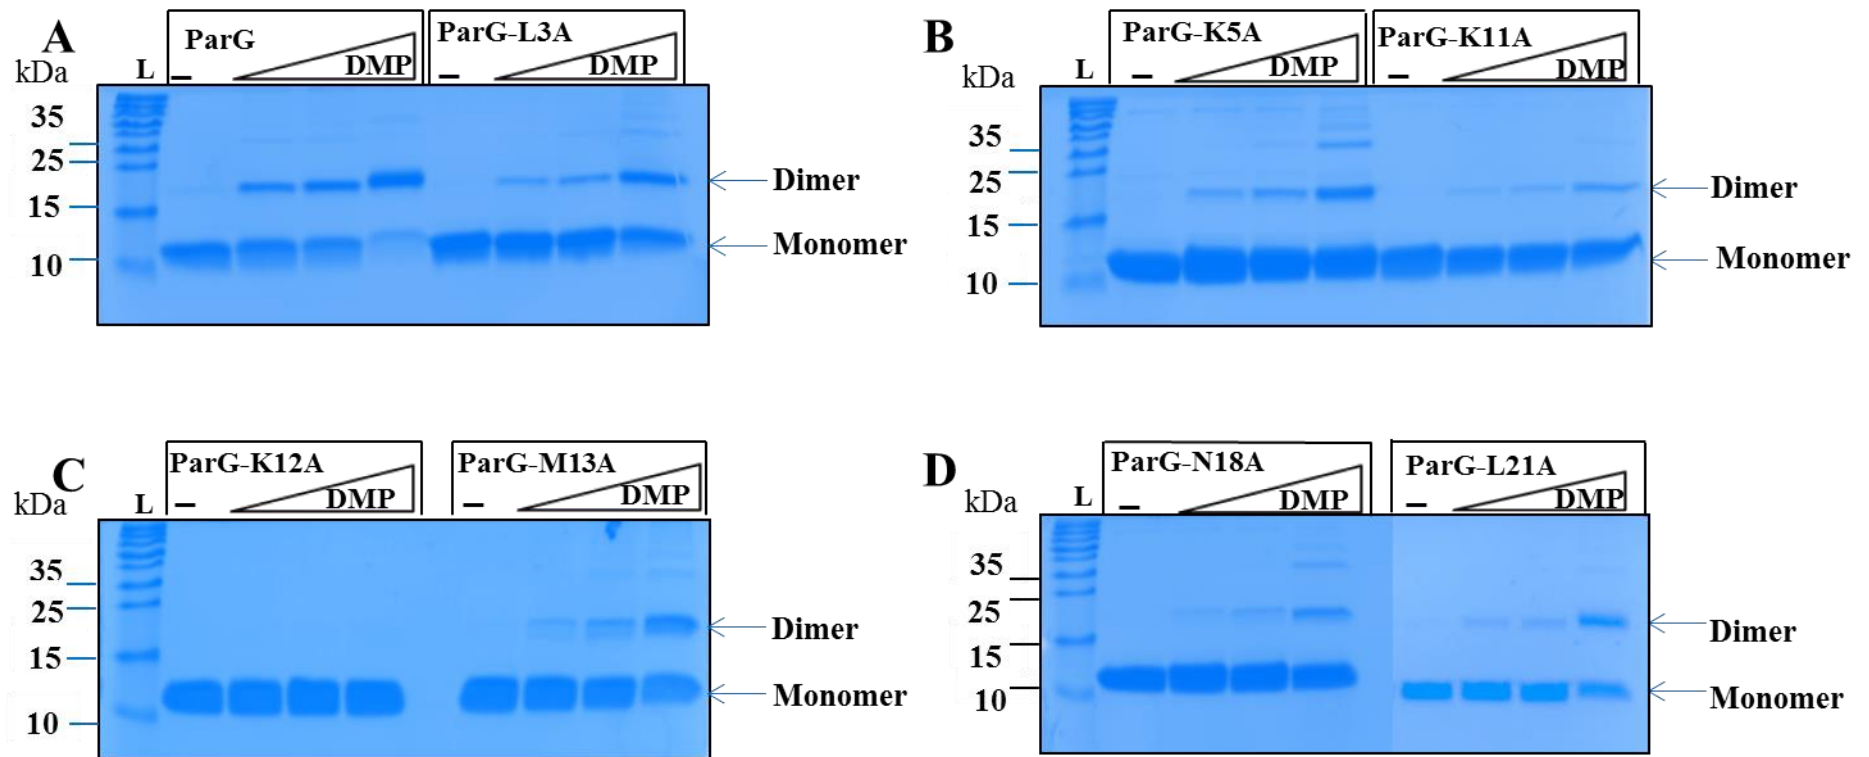 A
kDa
L
ParG
–
DMP
ParG-L3A
–
DMP
35
25
15
10
Dimer
Monomer
B
kDa
L
ParG-K5A
–
DMP
ParG-K11A
–
DMP
35
25
15
10
Dimer
Monomer
C
kDa
L
ParG-K12A
–
DMP
ParG-M13A
–
DMP
35
25
15
10
Dimer
Monomer
D
kDa
L
ParG-N18A
–
DMP
ParG-L21A
–
DMP
35
25
15
10
Dimer
Monomer